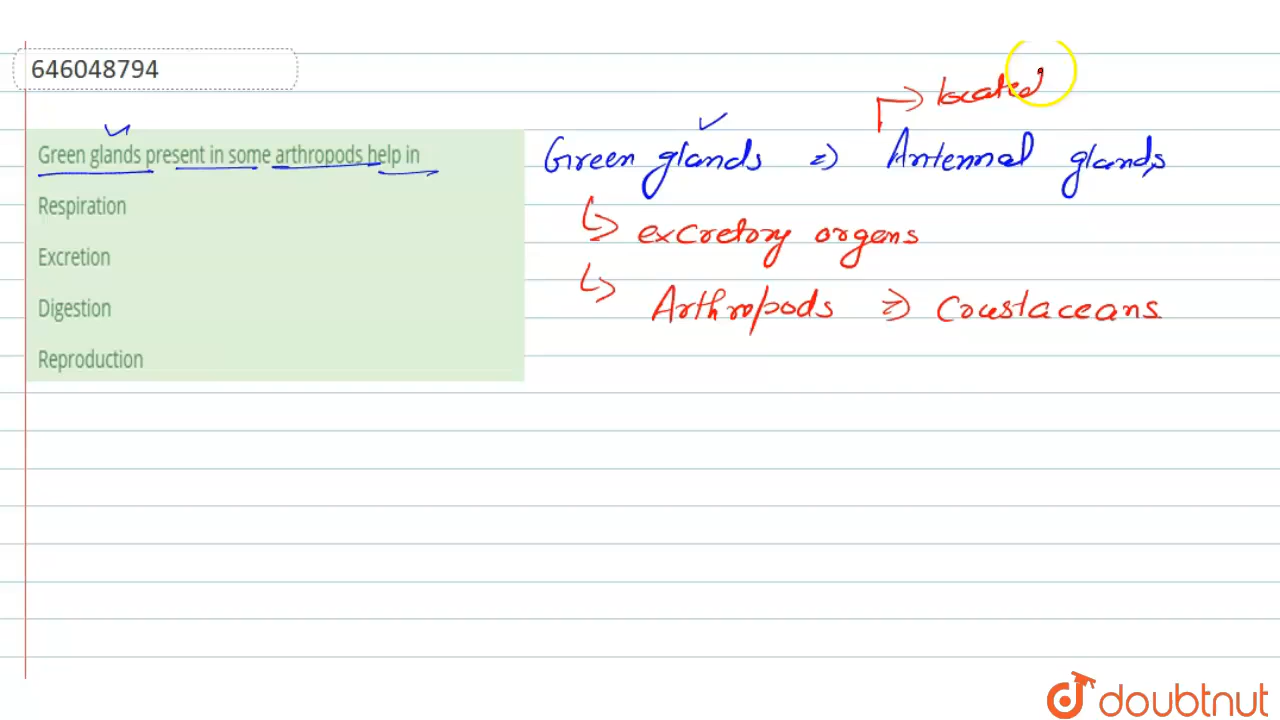 646048794
located
Green glands present in some arthropods help in
Green glands => Antennal glands
Respiration
excretory organs
Excretion
Arthropods => Crustaceans
Digestion
Reproduction
doubtnut